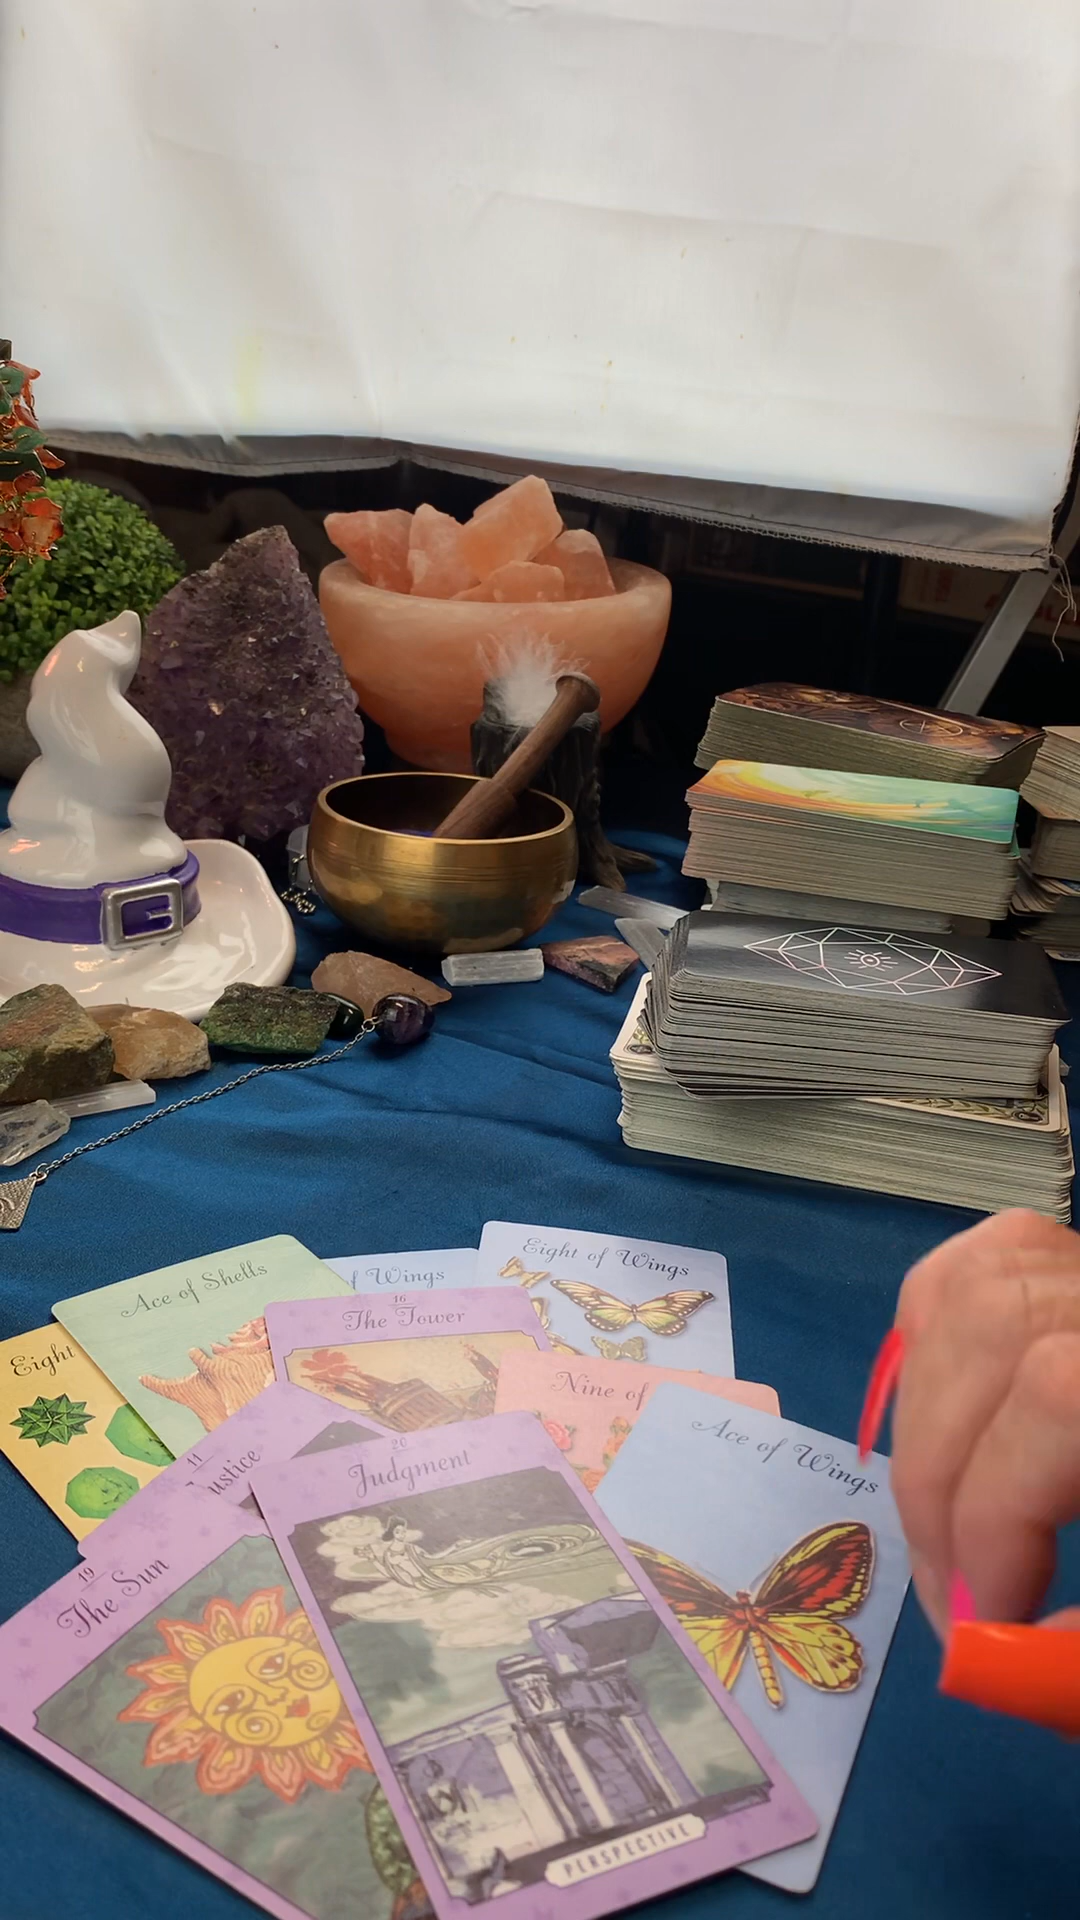 Eight of Wings
Ace of Shells
of Wings
16
The Tower
Eight
Nine of
Ace of Wings
11
Justice
20
Judgment
19
The Sun
PERSPECTIVE